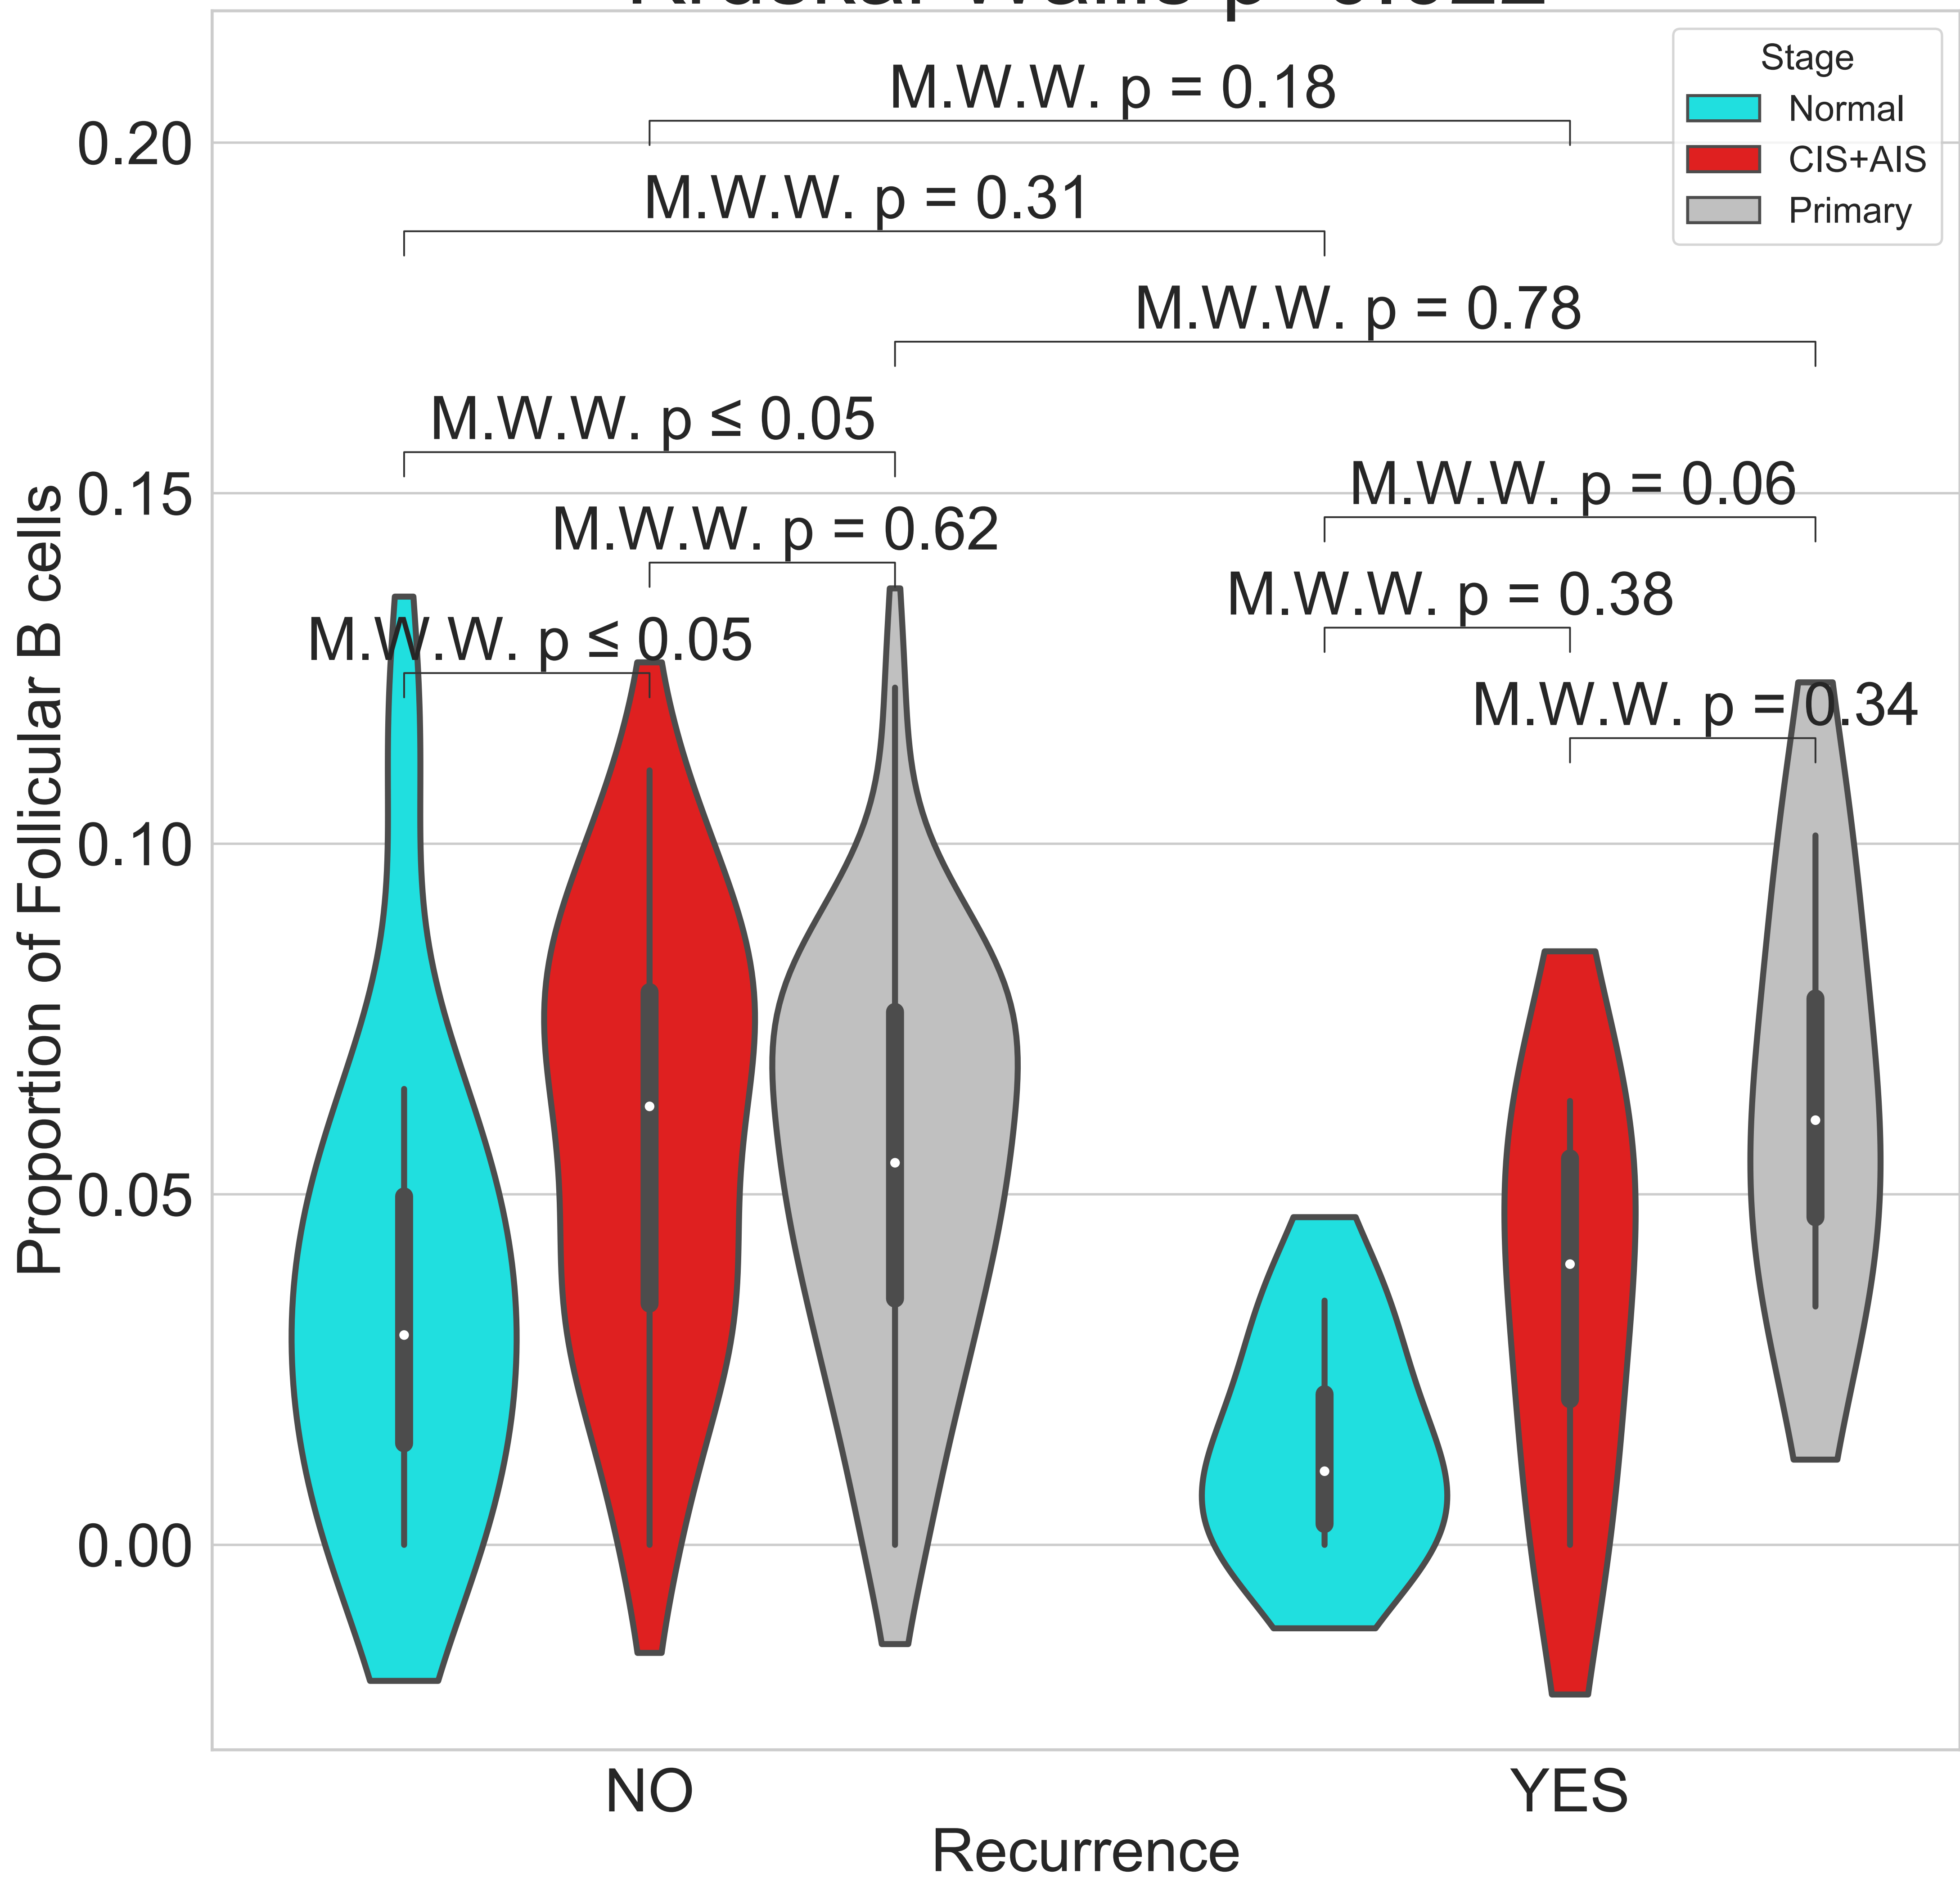 Stage
Normal
CIS+AIS
Primary
M.W.W. p = 0.18
M.W.W. p = 0.31
M.W.W. p = 0.78
M.W.W. p ≤ 0.05
M.W.W. p = 0.06
M.W.W. p = 0.62
M.W.W. p = 0.38
M.W.W. p ≤ 0.05
M.W.W. p = 0.34
0.20
0.15
0.10
0.05
0.00
Proportion of Follicular B cells
NO
YES
Recurrence